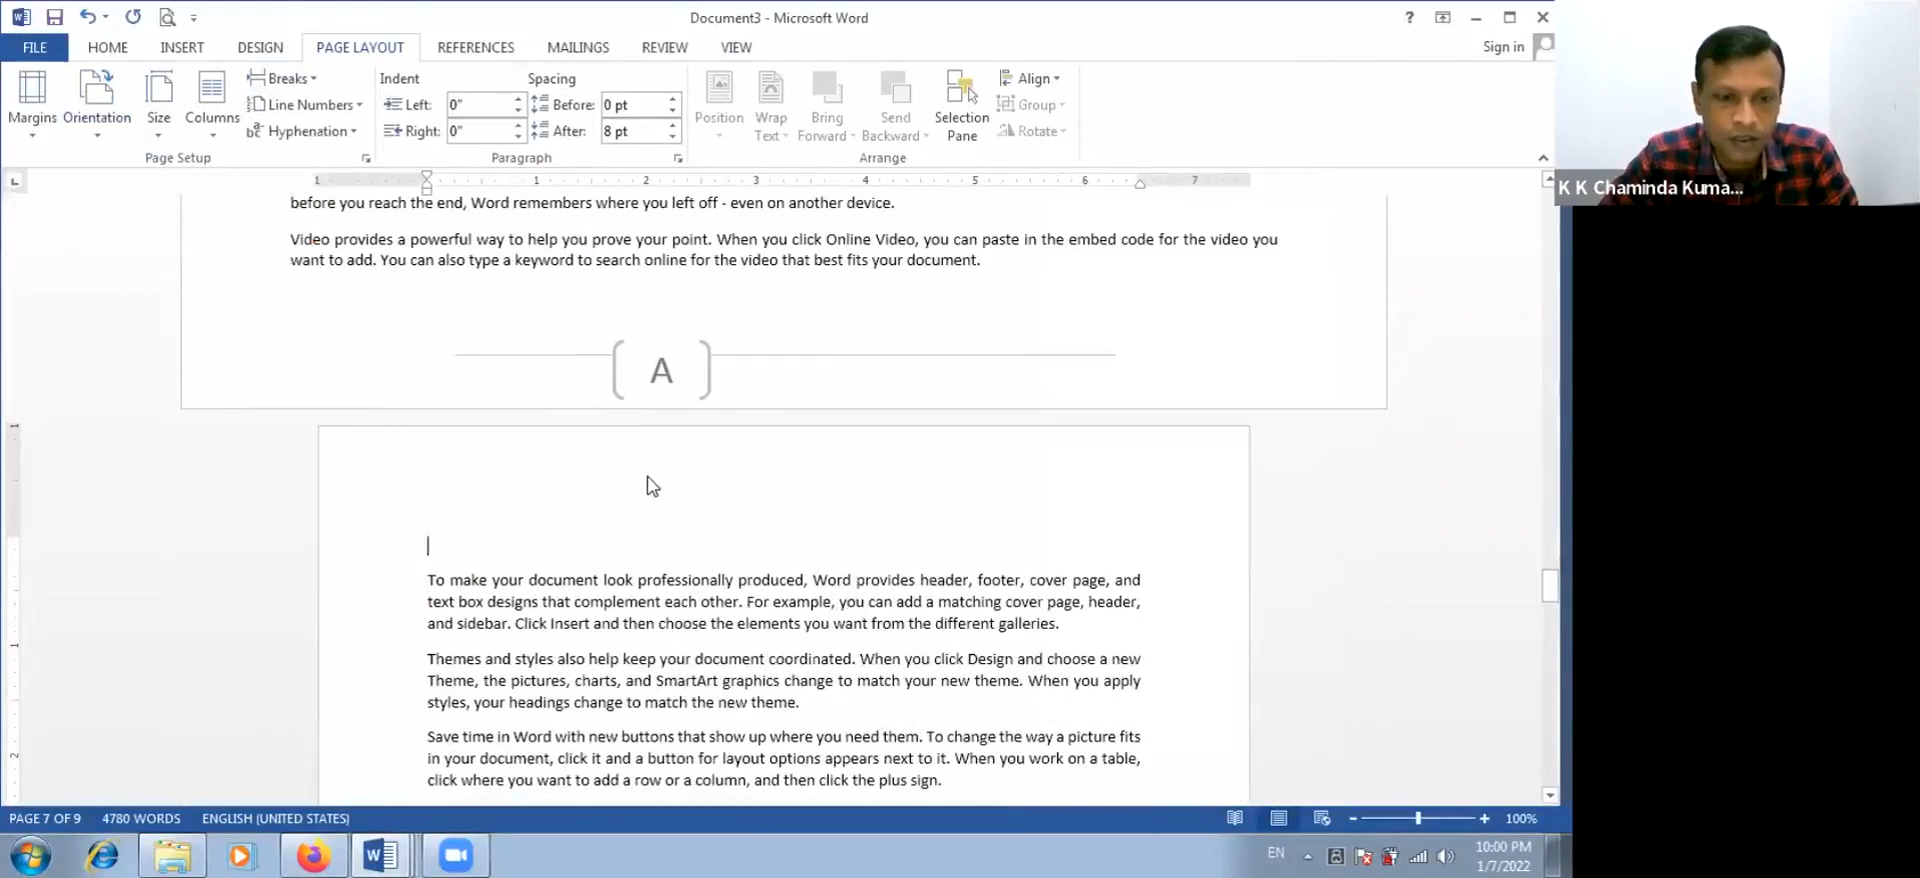 Document3 - Microsoft Word
?
FILE HOME INSERT DESIGN PAGE LAYOUT REFERENCES MAILINGS REVIEW VIEW Sign in
Margins Orientation Size Columns
Breaks
Line Numbers
Hyphenation
Page Setup
Indent
Left: 0"
Right: 0"
Spacing
Before: 0 pt
After: 8 pt
Paragraph
Position
Wrap
Text
Bring
Forward
Send
Backward
Selection
Pane
Align
Group
Rotate
Arrange
K K Chaminda Kuma...
1 1 2 3 4 5 6 7
before you reach the end, Word remembers where you left off - even on another device.
Video provides a powerful way to help you prove your point. When you click Online Video, you can paste in the embed code for the video you
want to add. You can also type a keyword to search online for the video that best fits your document.
A
1
1
2
To make your document look professionally produced, Word provides header, footer, cover page, and
text box designs that complement each other. For example, you can add a matching cover page, header,
and sidebar. Click Insert and then choose the elements you want from the different galleries.
Themes and styles also help keep your document coordinated. When you click Design and choose a new
Theme, the pictures, charts, and SmartArt graphics change to match your new theme. When you apply
styles, your headings change to match the new theme.
Save time in Word with new buttons that show up where you need them. To change the way a picture fits
in your document, click it and a button for layout options appears next to it. When you work on a table,
click where you want to add a row or a column, and then click the plus sign.
PAGE 7 OF 9 4780 WORDS ENGLISH (UNITED STATES) 100%
EN
10:00 PM
1/7/2022